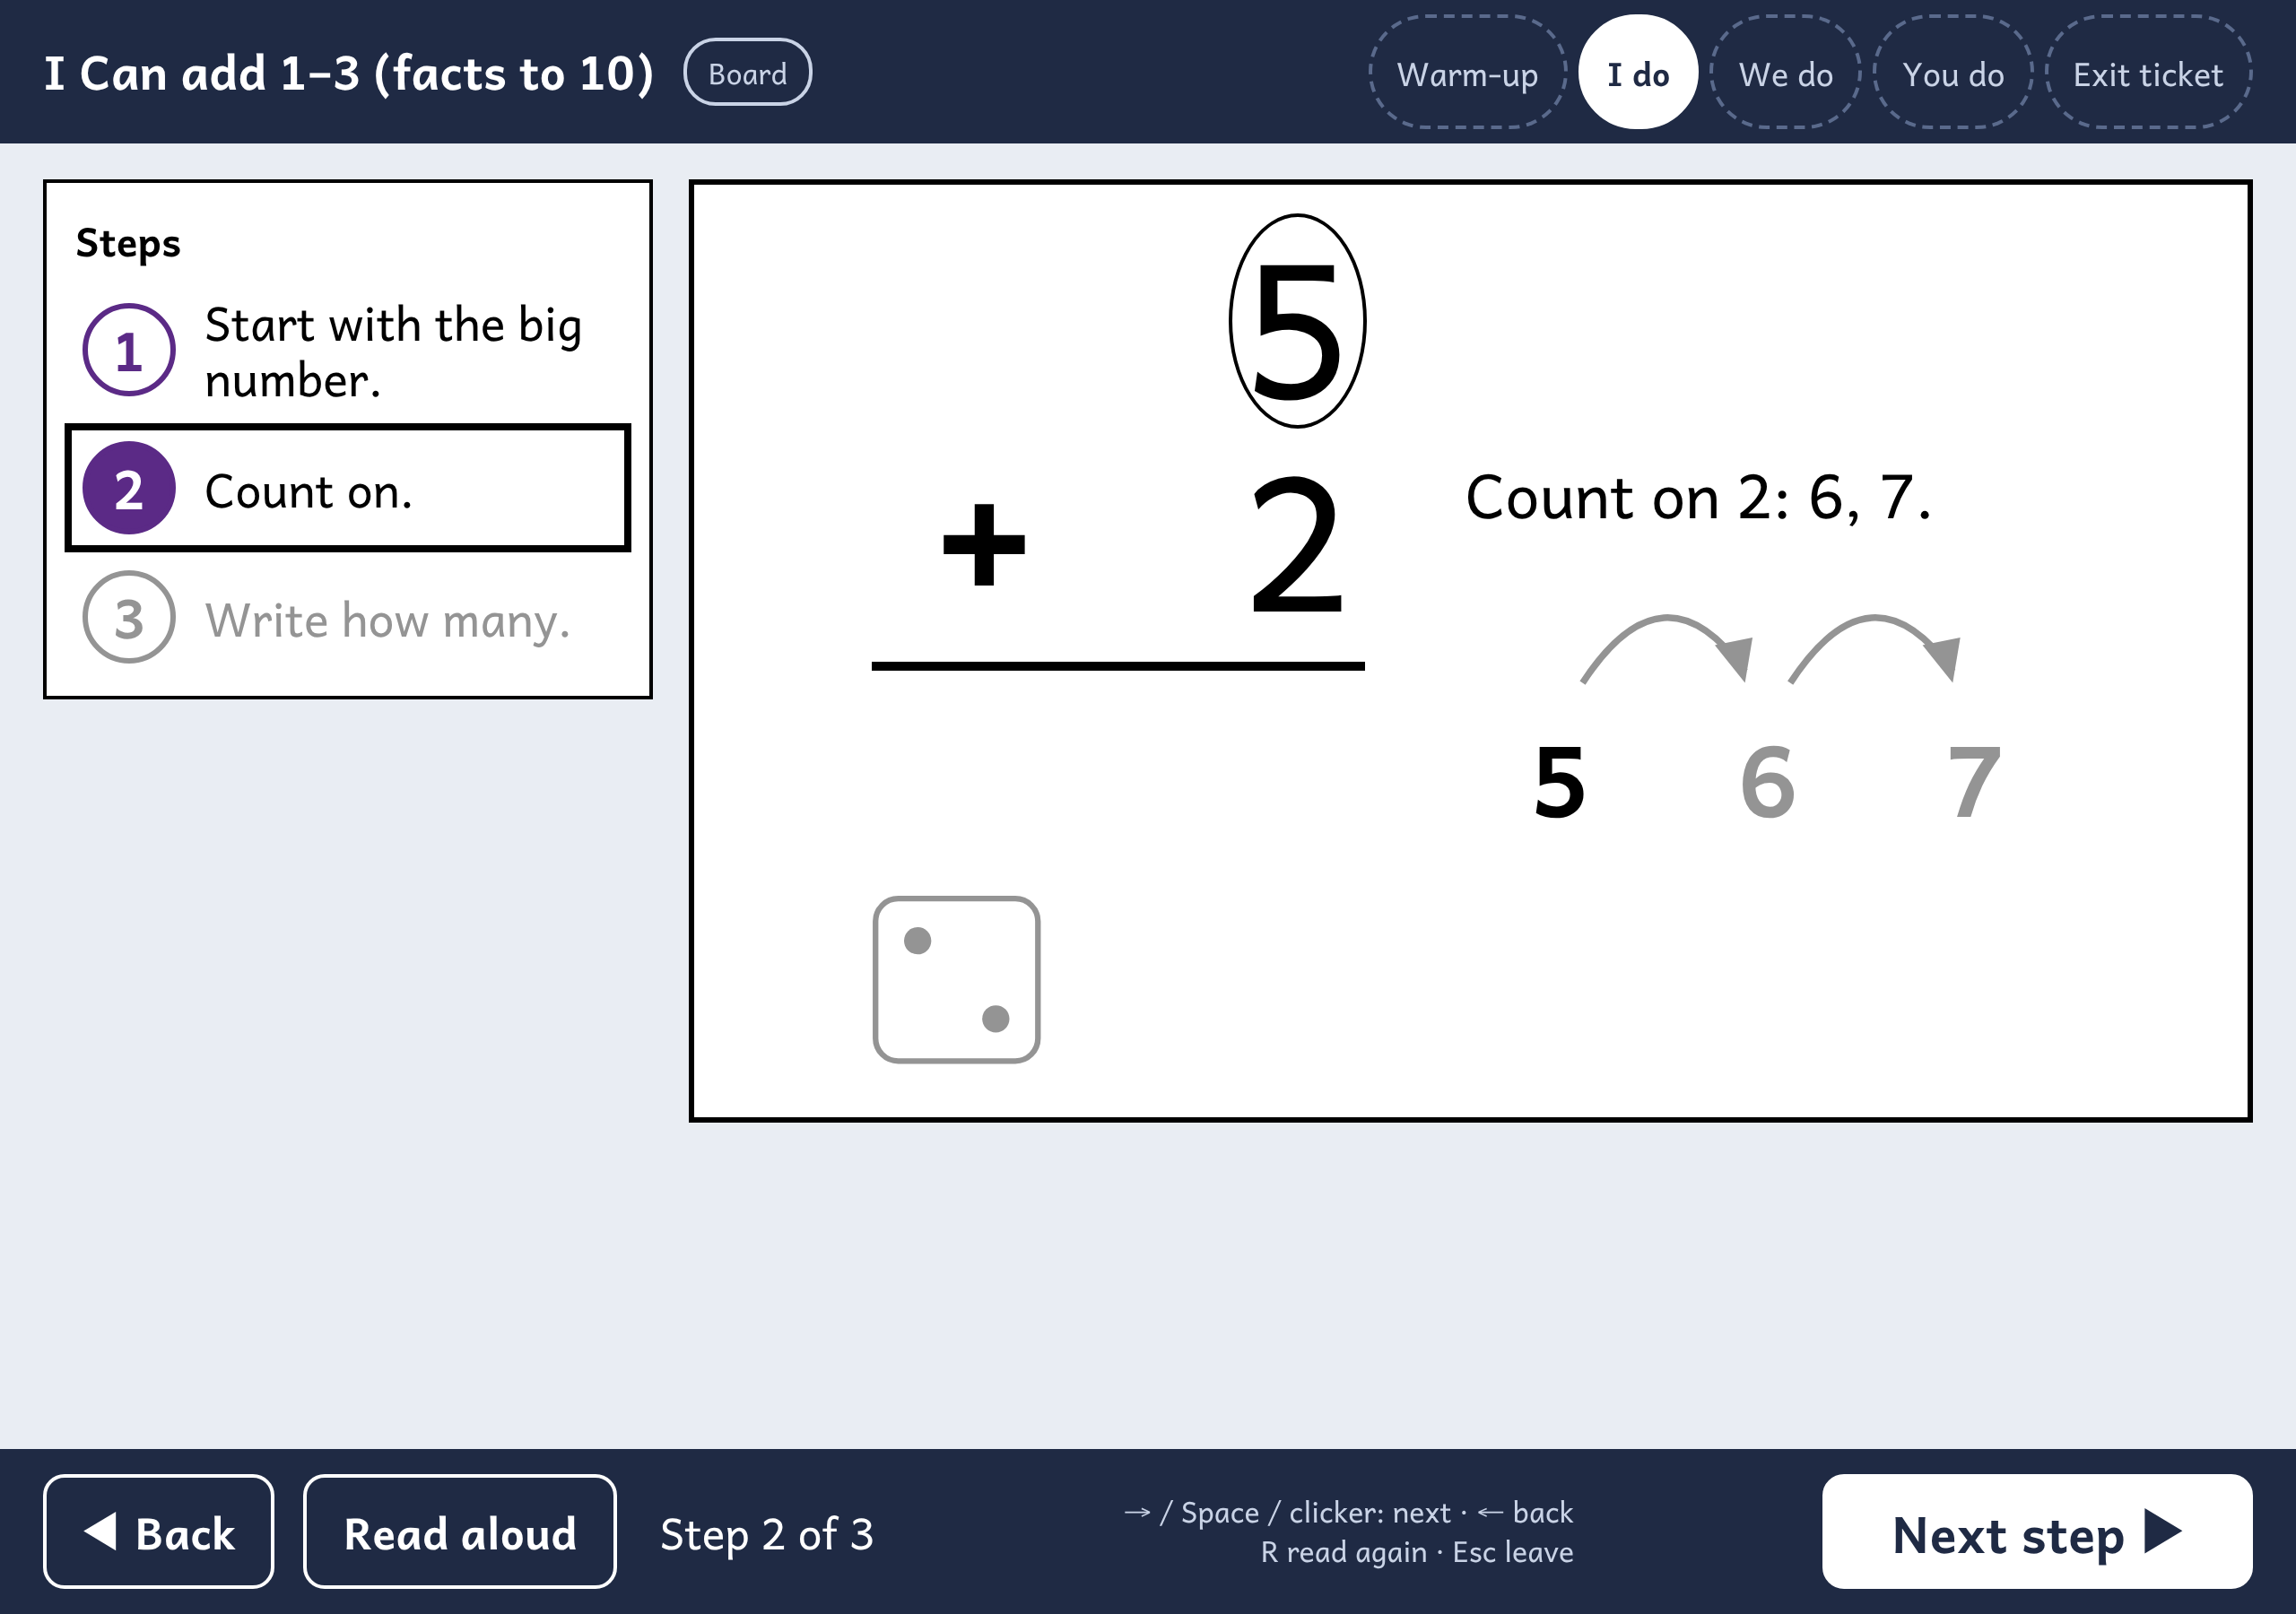 I Can add 1–3 (facts to 10)
Board
Warm-up
I do
We do
You do
Exit ticket
Steps
1
Start with the big
number.
2
Count on.
3
Write how many.
5
+ 2
Count on 2: 6, 7.
5 6 7
◀ Back
Read aloud
Step 2 of 3
→ / Space / clicker: next · ← back
R read again · Esc leave
Next step ▶